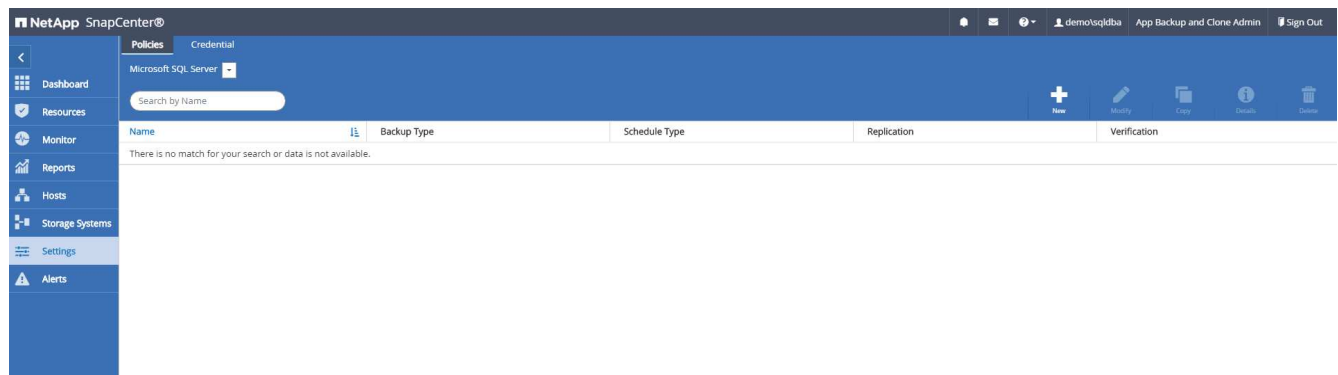 NetApp SnapCenter®
demo\sqldba App Backup and Clone Admin Sign Out
Policies Credential
Microsoft SQL Server
Search by Name
New Modify Copy Details Delete
Name Backup Type Schedule Type Replication Verification
There is no match for your search or data is not available.
Dashboard
Resources
Monitor
Reports
Hosts
Storage Systems
Settings
Alerts